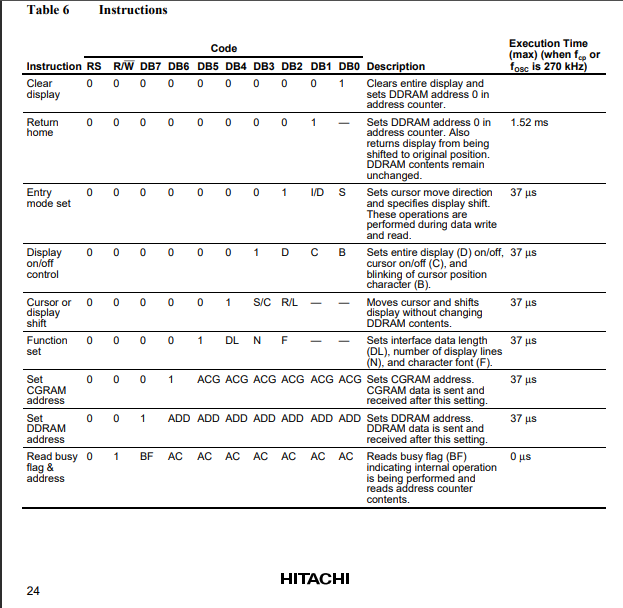 Table 6 Instructions
Code
Execution Time
(max) (when fcp or
fOSC is 270 kHz)
Instruction RS R/W̅ DB7 DB6 DB5 DB4 DB3 DB2 DB1 DB0 Description
Clear 0 0 0 0 0 0 0 0 0 1 Clears entire display and
display sets DDRAM address 0 in
address counter.
Return 0 0 0 0 0 0 0 0 1 — Sets DDRAM address 0 in 1.52 ms
home address counter. Also
returns display from being
shifted to original position.
DDRAM contents remain
unchanged.
Entry 0 0 0 0 0 0 0 1 I/D S Sets cursor move direction 37 µs
mode set and specifies display shift.
These operations are
performed during data write
and read.
Display 0 0 0 0 0 0 1 D C B Sets entire display (D) on/off, 37 µs
on/off cursor on/off (C), and
control blinking of cursor position
character (B).
Cursor or 0 0 0 0 0 1 S/C R/L — — Moves cursor and shifts 37 µs
display display without changing
shift DDRAM contents.
Function 0 0 0 0 1 DL N F — — Sets interface data length 37 µs
set (DL), number of display lines
(N), and character font (F).
Set 0 0 0 1 ACG ACG ACG ACG ACG ACG Sets CGRAM address. 37 µs
CGRAM CGRAM data is sent and
address received after this setting.
Set 0 0 1 ADD ADD ADD ADD ADD ADD ADD Sets DDRAM address. 37 µs
DDRAM DDRAM data is sent and
address received after this setting.
Read busy 0 1 BF AC AC AC AC AC AC AC Reads busy flag (BF) 0 µs
flag & indicating internal operation
address is being performed and
reads address counter
contents.
HITACHI
24